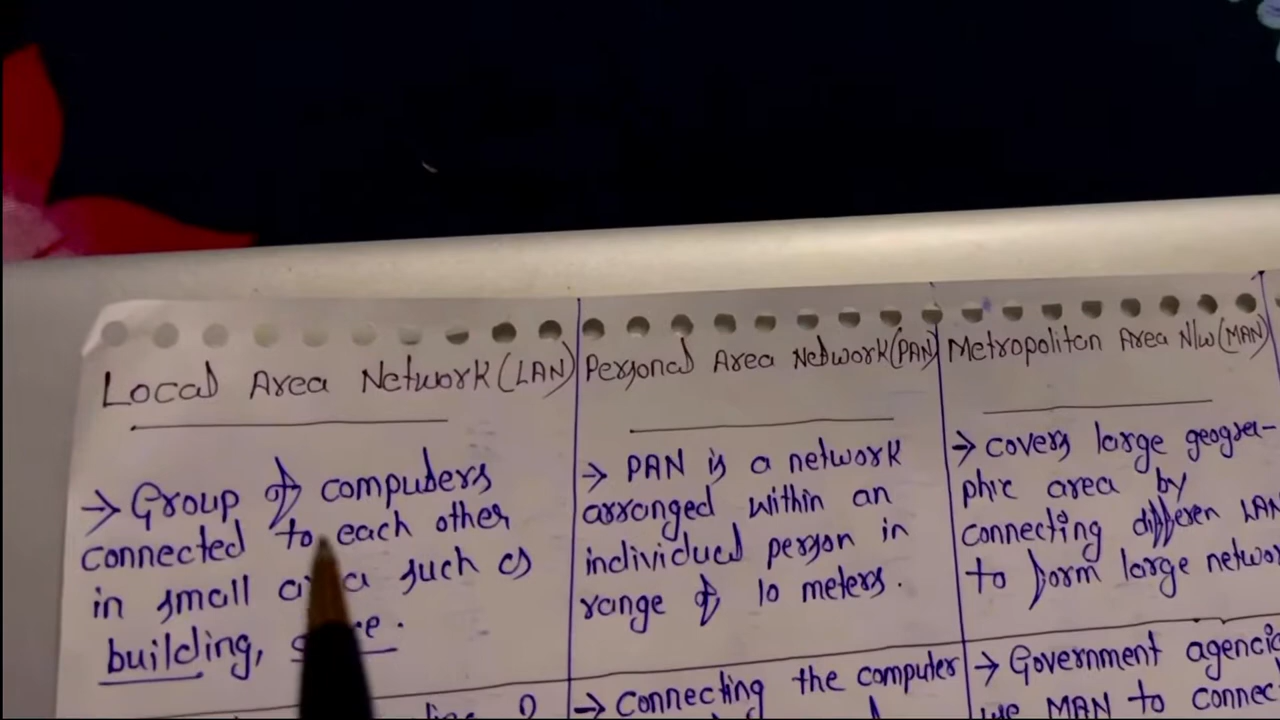 Local Area Network (LAN)
→ Group of computers
connected to each other
in small area such as
building,
Personal Area Network (PAN)
→ PAN is a network
arranged within an
individual person in
range of 10 meters.
→ Connecting the computer
Metropolitan Area N/w (MAN)
→ covers large geogra-
phic area by
connecting differen LAN
to form large networ
→ Government agencie
use MAN to connec-